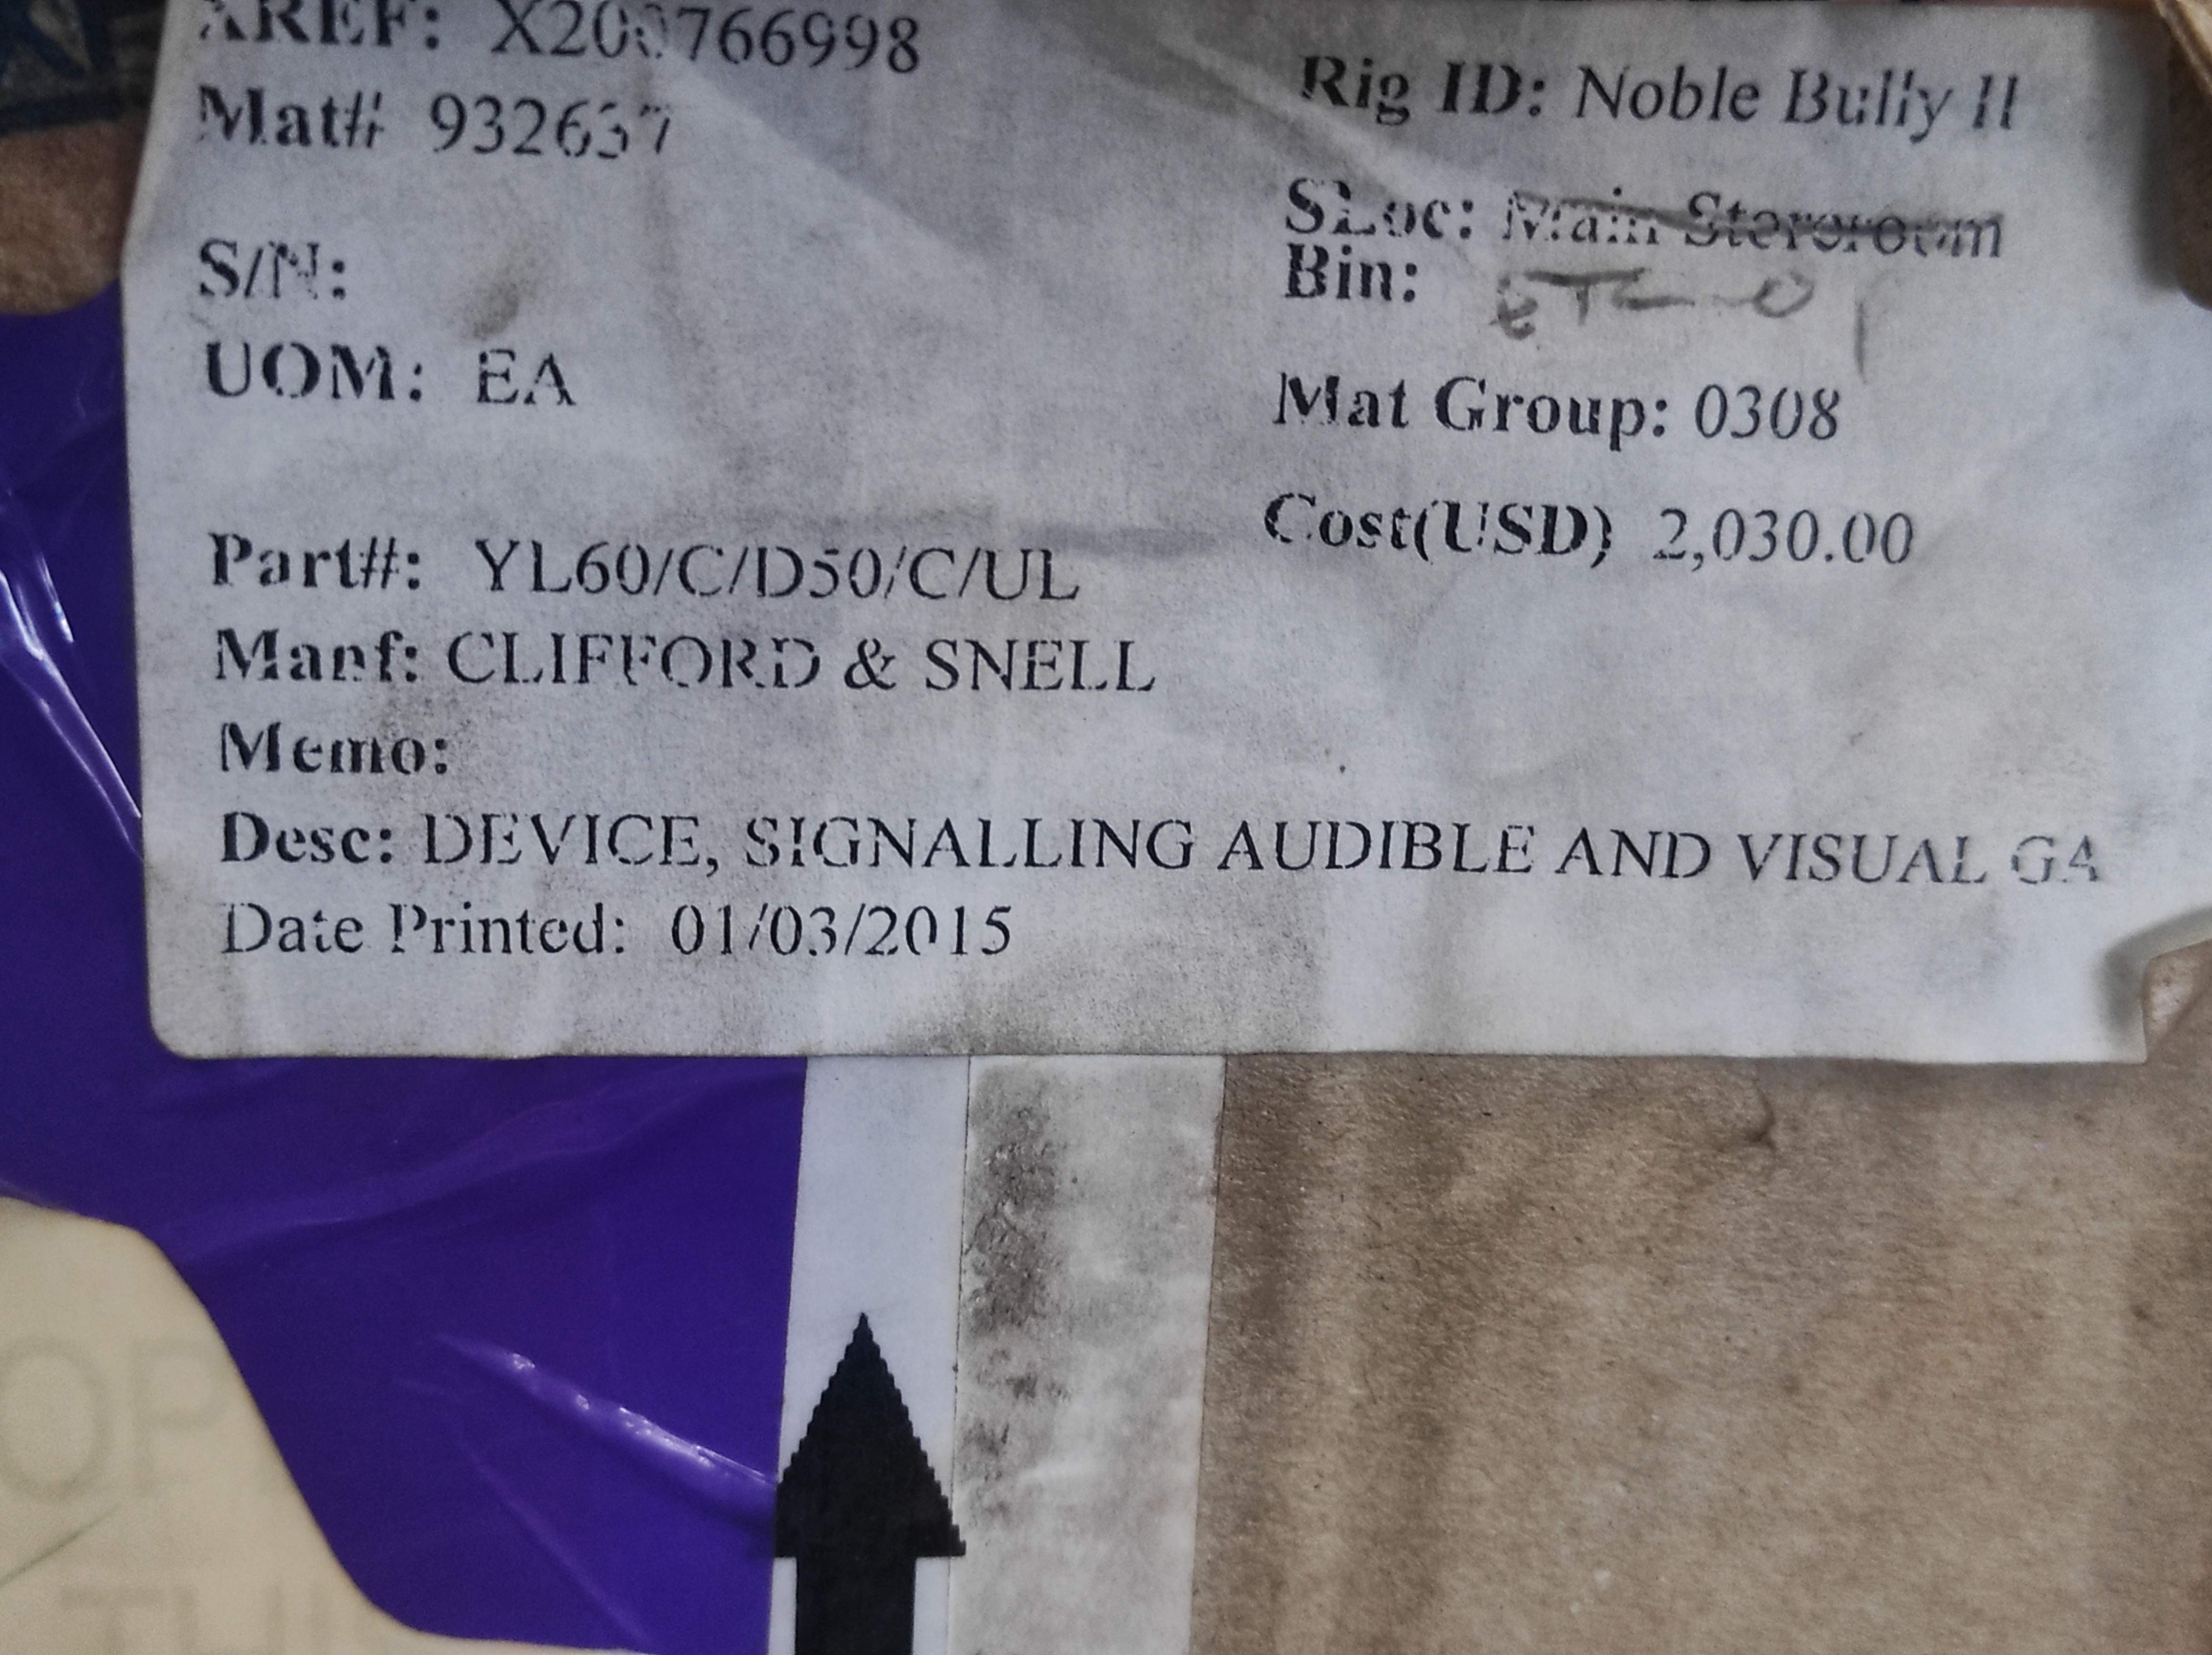 XREF: X200766998
Mat# 932637
S/N:
UOM: EA
Rig ID: Noble Bully II
SLoc: Main Storeroom
Bin:
Mat Group: 0308
Cost(USD) 2,030.00
Part#: YL60/C/D50/C/UL
Manf: CLIFFORD & SNELL
Memo:
Desc: DEVICE, SIGNALLING AUDIBLE AND VISUAL GA
Date Printed: 01/03/2015
OP